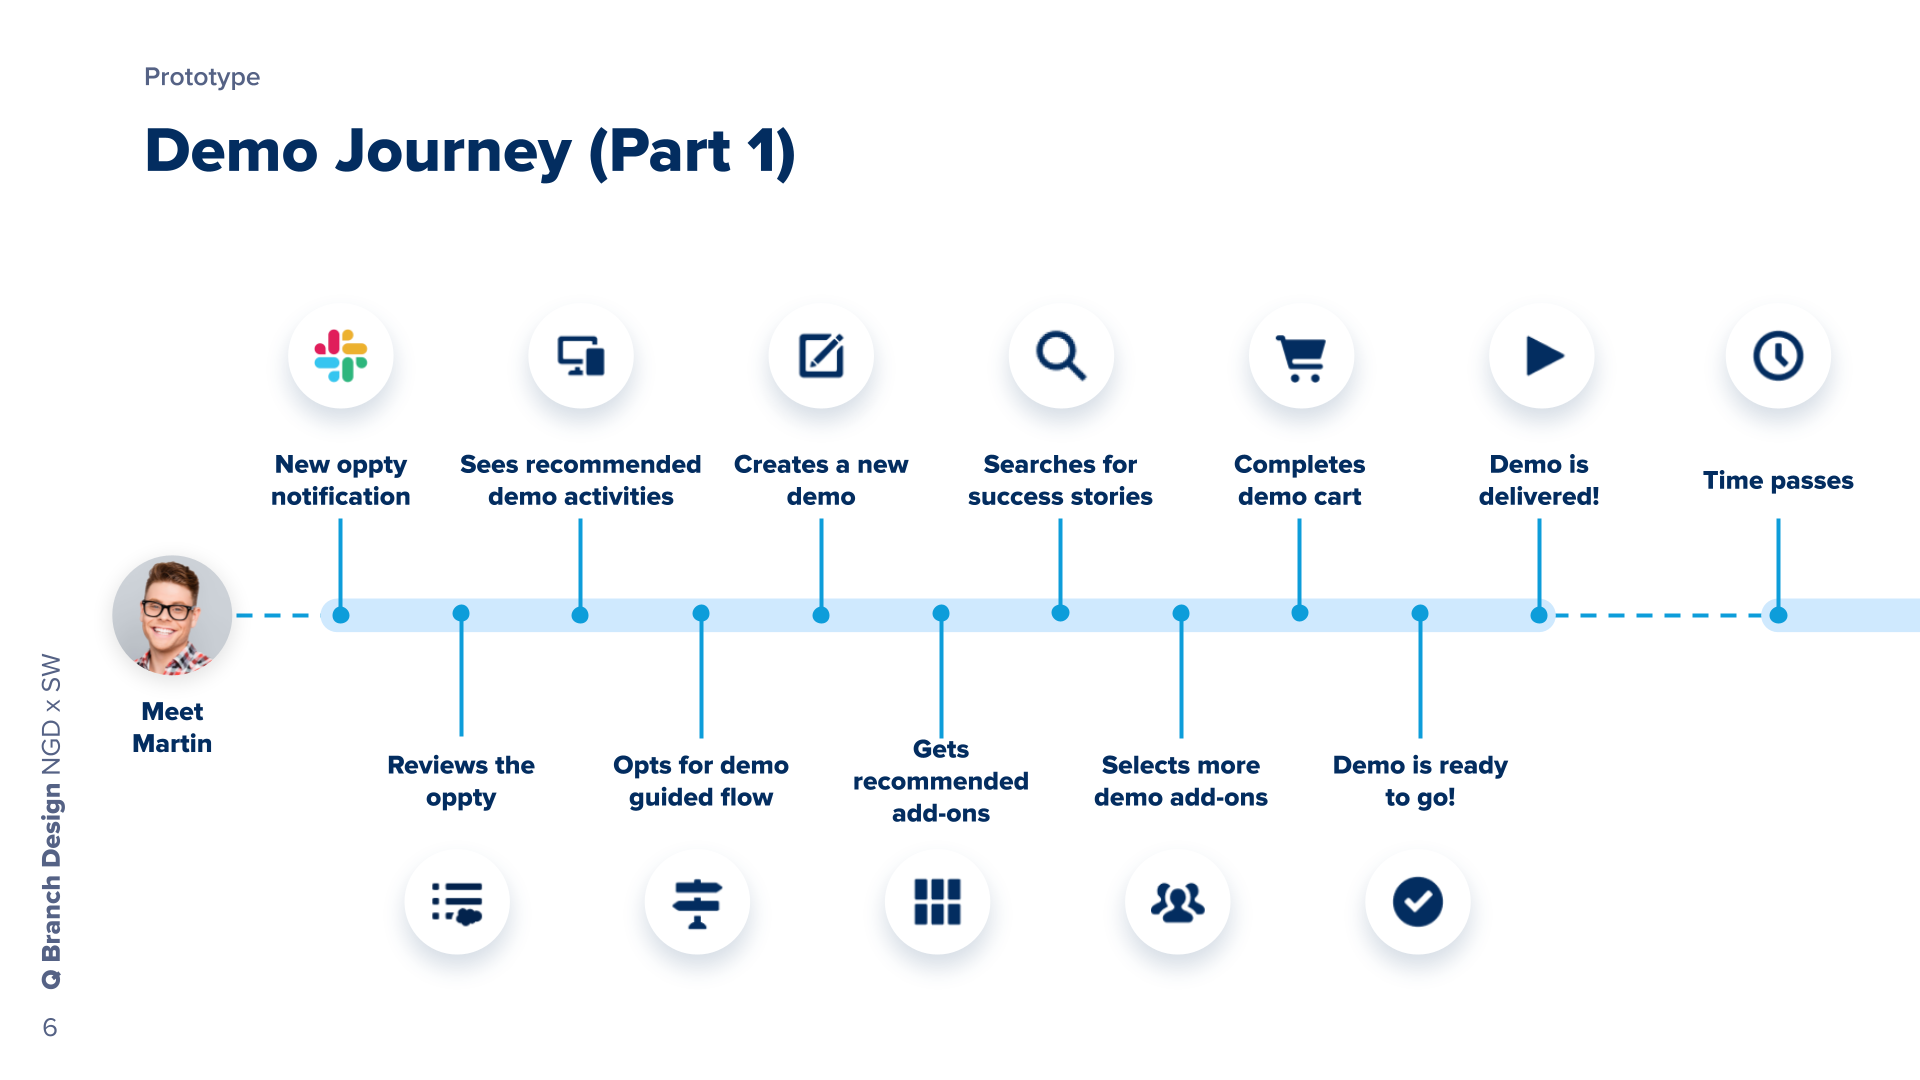 Prototype
Demo Journey (Part 1)
New oppty
notification
Sees recommended
demo activities
Creates a new
demo
Searches for
success stories
Completes
demo cart
Demo is
delivered!
Time passes
Meet
Martin
Reviews the
oppty
Opts for demo
guided flow
Gets
recommended
add-ons
Selects more
demo add-ons
Demo is ready
to go!
Q Branch Design NGD x SW
6